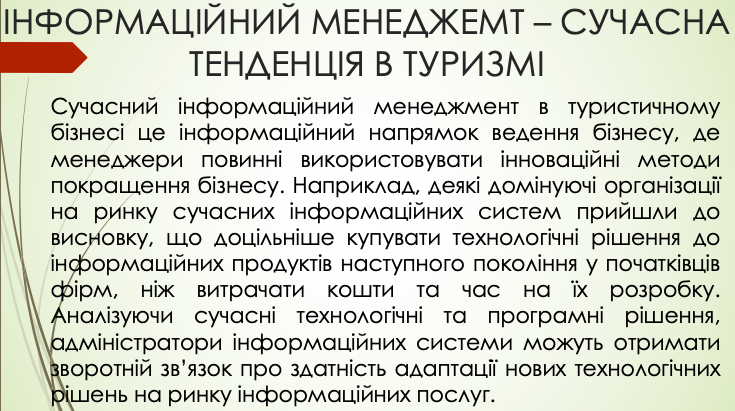 ІНФОРМАЦІЙНИЙ МЕНЕДЖЕМТ – СУЧАСНА
ТЕНДЕНЦІЯ В ТУРИЗМІ
Сучасний інформаційний менеджмент в туристичному
бізнесі це інформаційний напрямок ведення бізнесу, де
менеджери повинні використовувати інноваційні методи
покращення бізнесу. Наприклад, деякі домінуючі організації
на ринку сучасних інформаційних систем прийшли до
висновку, що доцільніше купувати технологічні рішення до
інформаційних продуктів наступного покоління у початківців
фірм, ніж витрачати кошти та час на їх розробку.
Аналізуючи сучасні технологічні та програмні рішення,
адміністратори інформаційних системи можуть отримати
зворотній зв’язок про здатність адаптації нових технологічних
рішень на ринку інформаційних послуг.